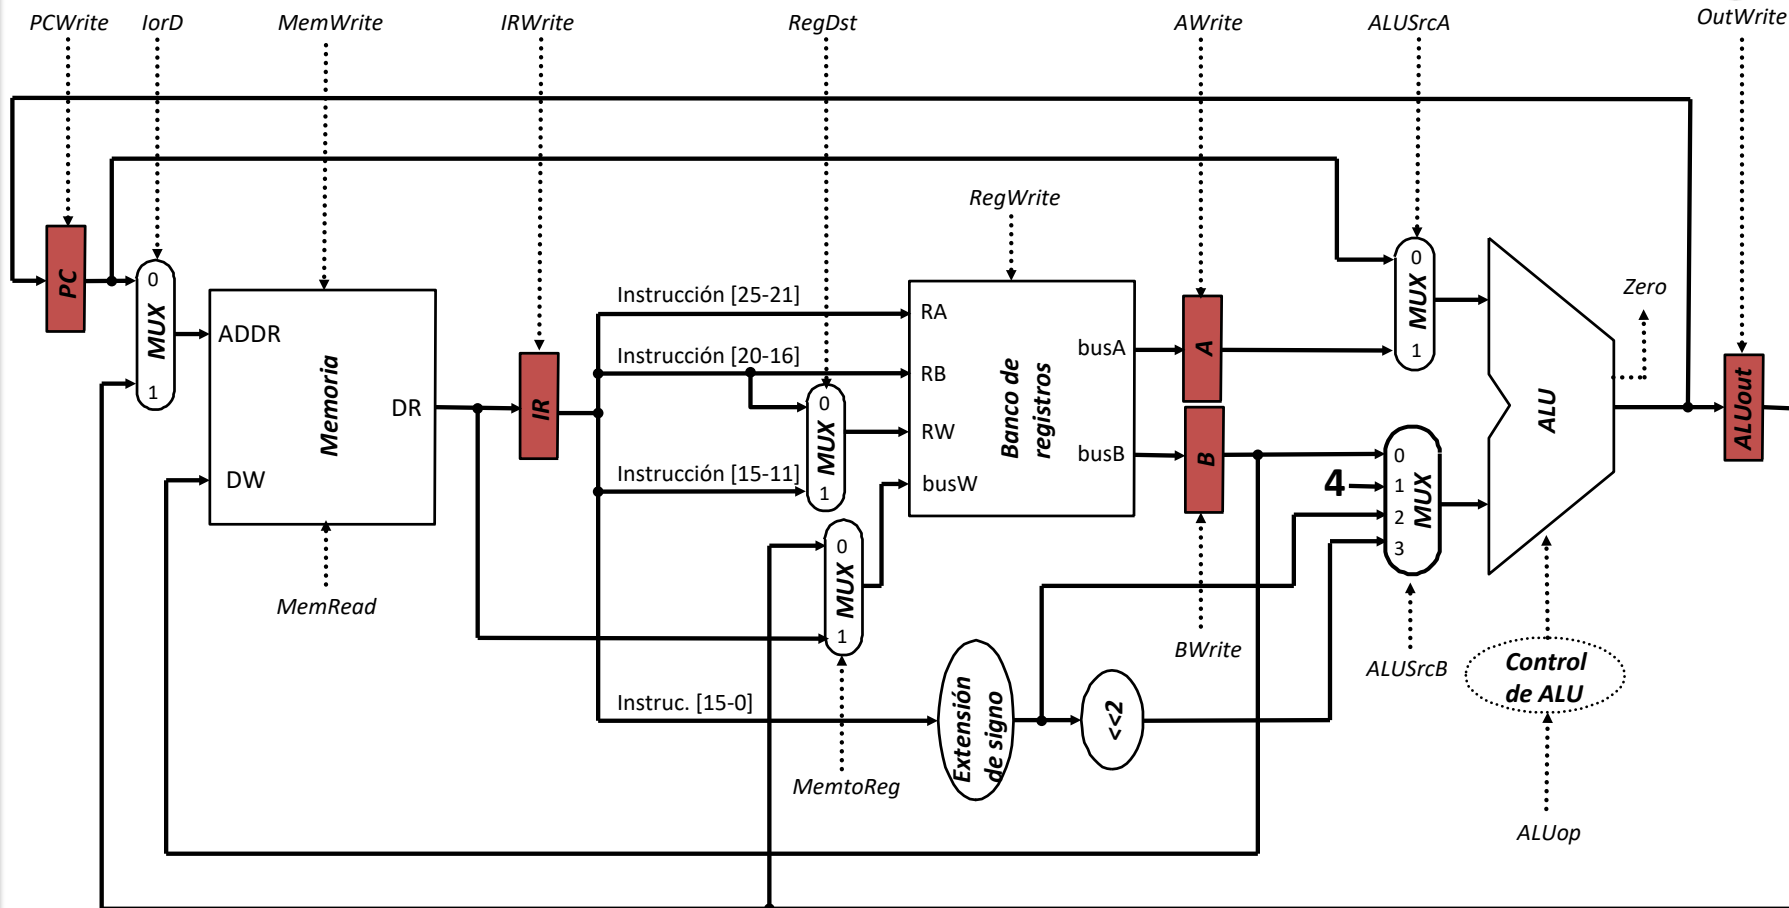 PCWrite
IorD
MemWrite
IRWrite
RegDst
AWrite
ALUSrcA
OutWrite
RegWrite
PC
0
MUX
1
ADDR
Memoria
DR
DW
MemRead
IR
Instrucción [25-21]
Instrucción [20-16]
Instrucción [15-11]
Instruc. [15-0]
0
MUX
1
0
MUX
1
MemtoReg
RA
RB
RW
busW
Banco de
registros
busA
busB
A
B
BWrite
Extensión
de signo
<<2
0
MUX
1
4
0
1
2
3
MUX
ALUSrcB
ALU
Zero
Control
de ALU
ALUop
ALUout